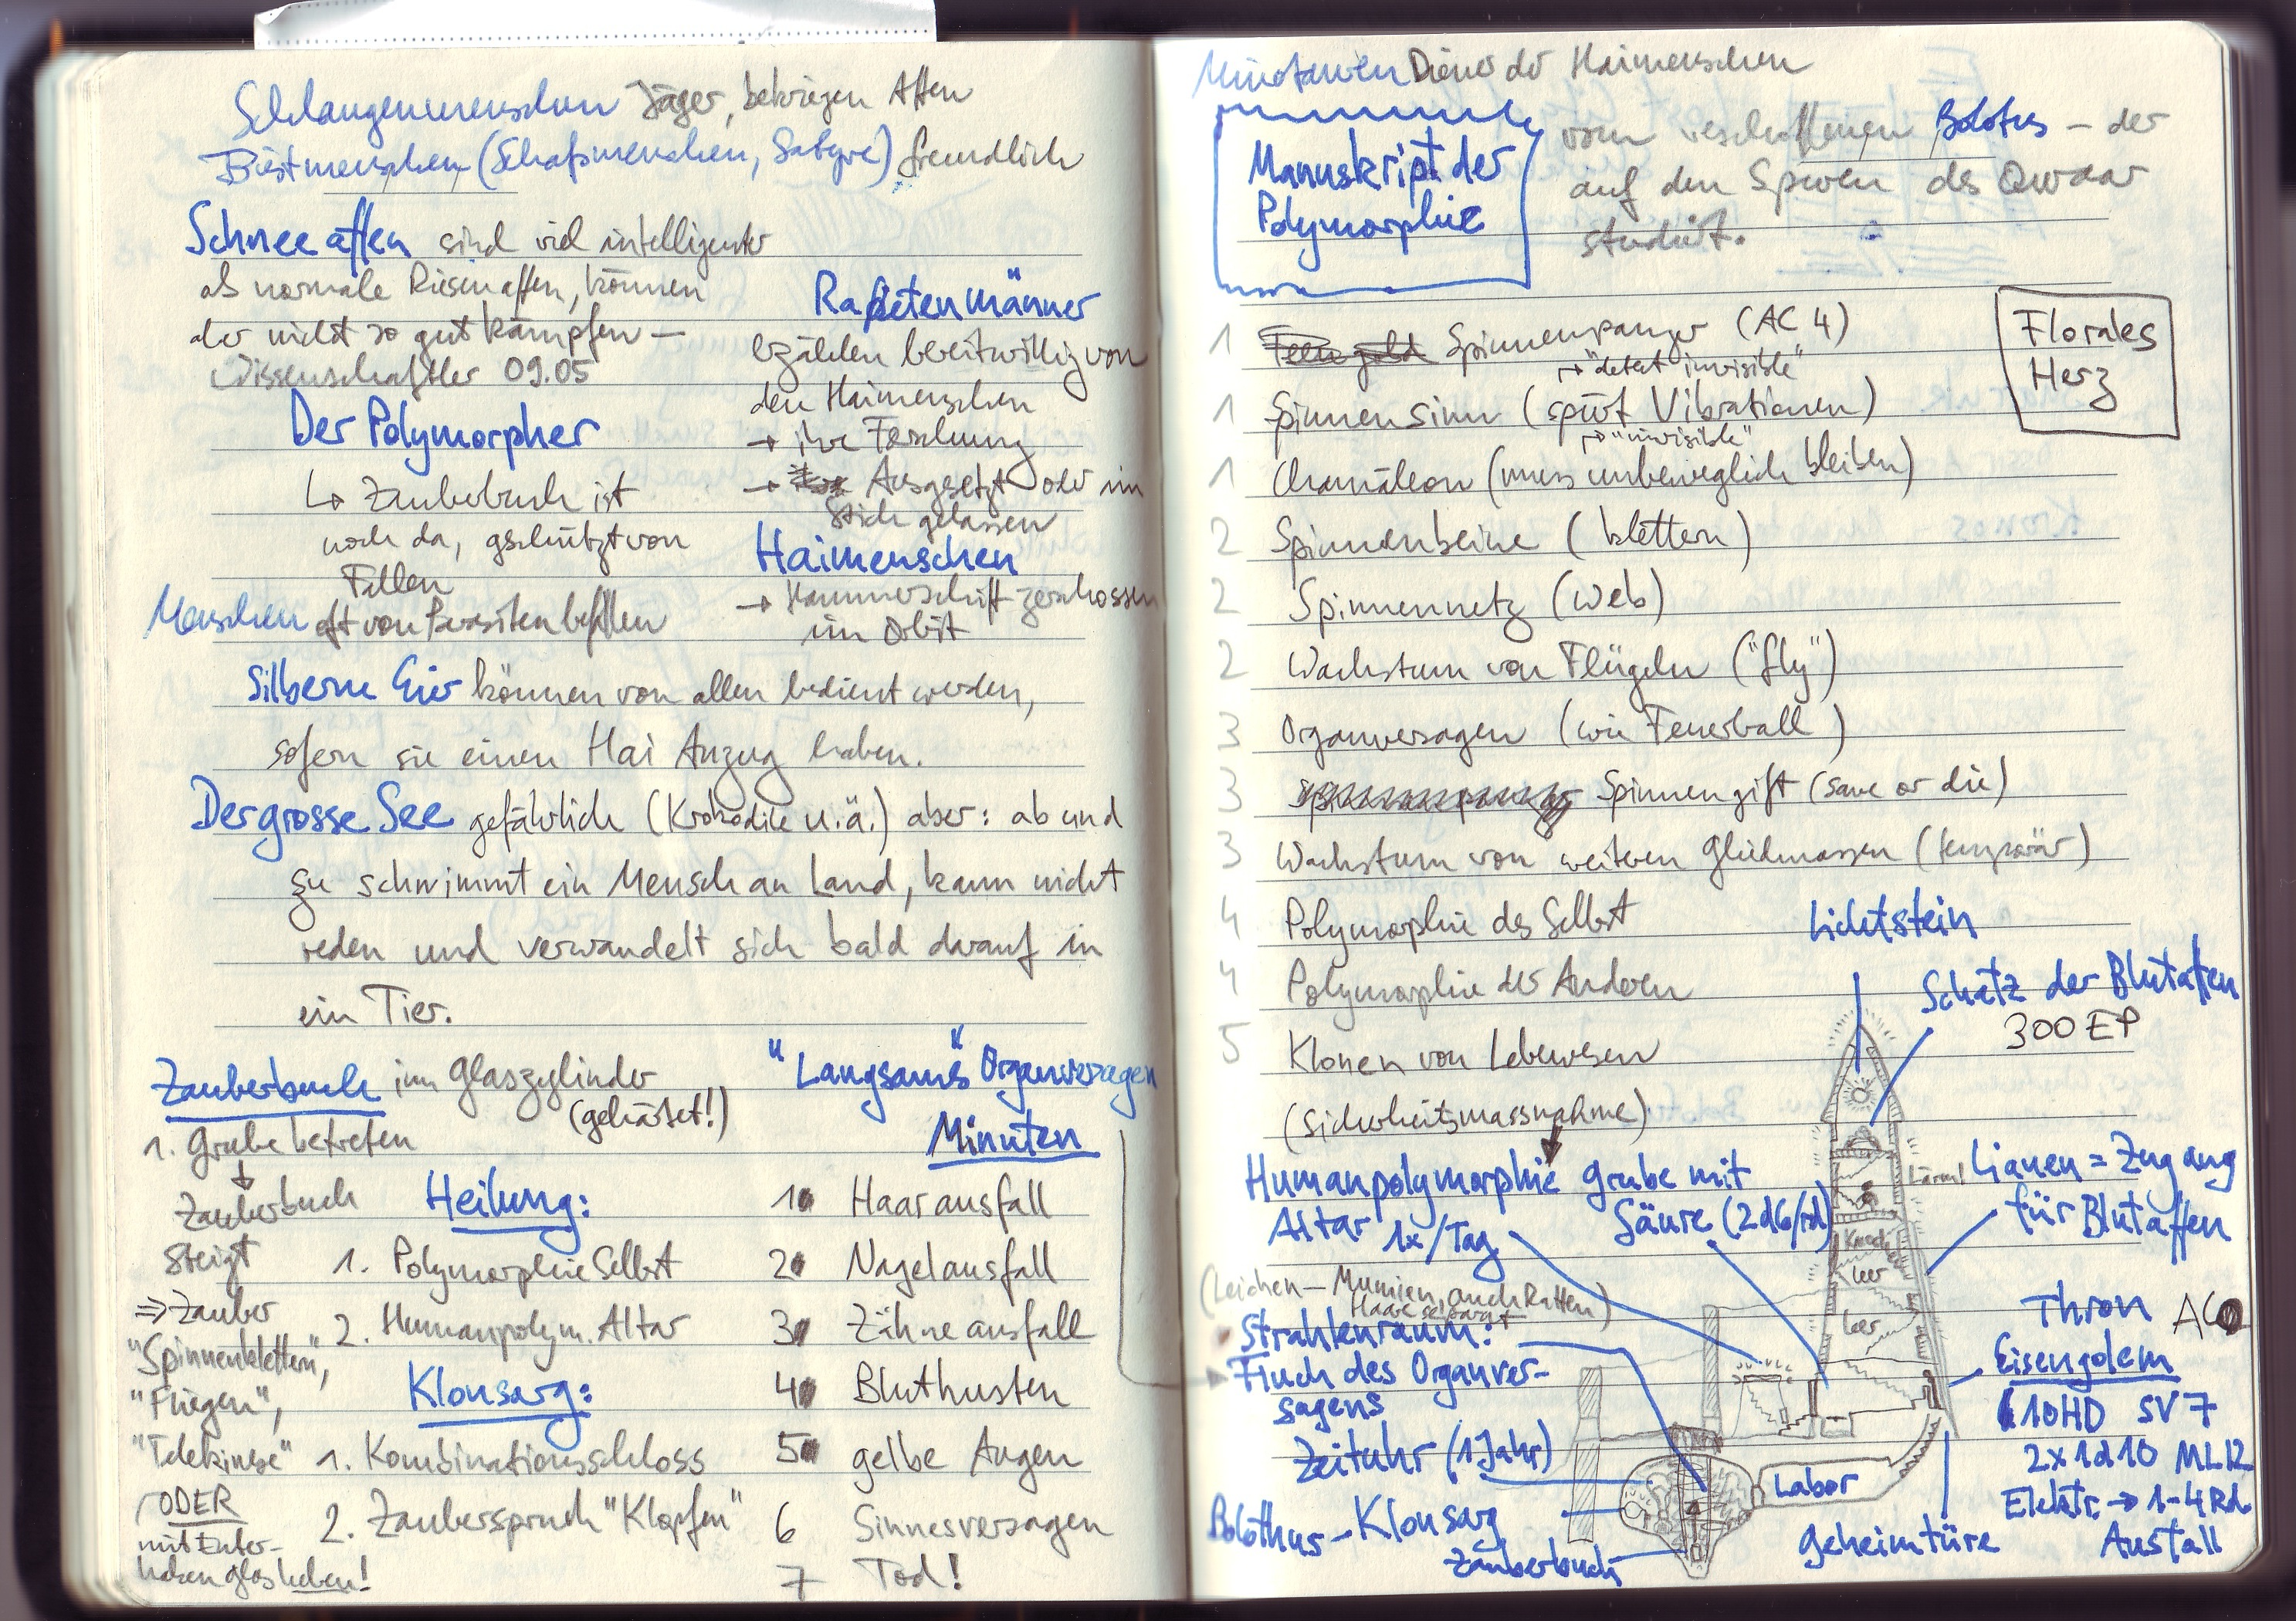 Schlangenmenschen Jäger, bekriegen Affen
Biestmenschen (Schafsmenschen, Satyre) freundlich
Schneeaffen sind viel intelligenter
als normale Riesenaffen, können
aber nicht so gut kämpfen –
Wissenschaftler 09.05
Der Polymorpher
↳ Zauberbuch ist
noch da, gschützt von
Fallen
Menschen oft von Parasiten befallen
Raketenmänner
erzählen bereitwillig von
den Haimenschen
→ ihre Forschung
→ Ausgesetzt oder im
Stich gelassen
Haimenschen
→ Hammerschiff zerschossen
im Orbit
Silberne Eier können von allen bedient werden,
sofern sie einen Hai Anzug haben.
Der grosse See gefährlich (Krokodile u.ä.) aber: ab und
zu schwimmt ein Mensch an Land, kann nicht
reden und verwandelt sich bald darauf in
ein Tier.
Zauberbuch im Glaszylinder
(gehärtet!)
1. Grube betreten
↓
Zauberbuch
steigt
⇒ Zauber
"Spinnenklettern",
"Fliegen",
"Telekinese"
ODER
mit Enter-
haken glas heben!
Heilung:
1. Polymorphie Selbst
2. Humanpolym. Altar
Klonsarg:
1. Kombinationsschloss
2. Zauberspruch "Klopfen"
"Langsames" Organversagen
Minuten
1 Haarausfall
2 Nagelausfall
3 Zähneausfall
4 Bluthusten
5 gelbe Augen
6 Sinnesversagen
7 Tod!
Minotauren Diener der Haimenschen
Manuskript der
Polymorphie
vom verschollenen Bolotus – der
auf den Spuren des Qwaar
studiert.
1 Spinnenpanzer (AC 4)
↱ "detect invisible"
1 Spinnensinn (spürt Vibrationen)
↱ "invisible"
1 Chamäleon (muss unbeweglich bleiben)
2 Spinnenbeine (klettern)
2 Spinnennetz (Web)
2 Wachstum von Flügeln ("fly")
3 Organversagen (wie Feuerball)
3 Spinnengift (save or die)
3 Wachstum von weiteren Gliedmassen (temporär)
4 Polymorphie des Selbst
4 Polymorphie des Anderen
5 Klonen von Lebewesen
Florales
Herz
(Sicherheitsmassnahme)
Humanpolymorphie
Altar 1x/Tag
Grube mit
Säure (2d6/rd)
(Leichen – Mumien, auch Ratten)
Strahlenraum:
Fluch des Organver-
sagens
Zeituhr (1 Jahr)
Bolothus – Klonsarg
Zauberbuch
Lichtstein
Schatz der Blutaffen
300 EP
Lärm!
Lianen = Zugang
für Blutaffen
leer
leer
Labor
Geheimtüre
Thron
Eisengolem
10HD SV 7
2x1d10 ML12
Elektr. → 1-4 Rd.
Ausfall